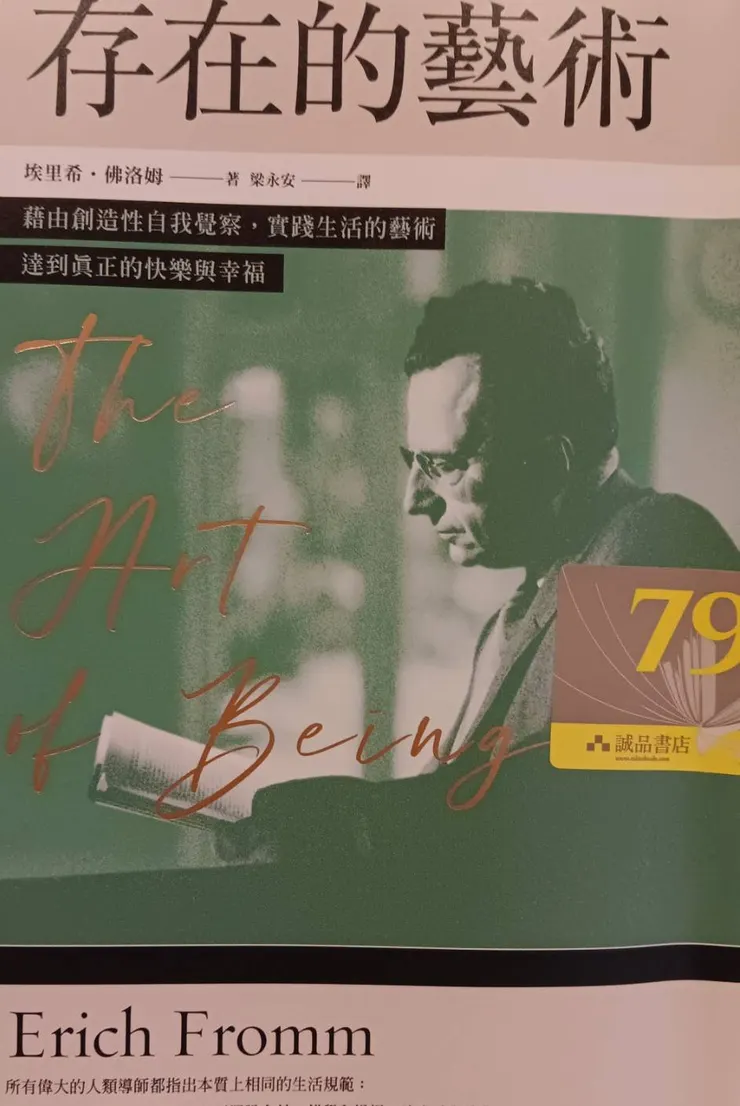 存在的藝術
埃里希·佛洛姆 —— 著 梁永安 —— 譯
藉由創造性自我覺察，實踐生活的藝術
達到真正的快樂與幸福
The
Art
of Being
79
誠品書店
Erich Fromm
所有偉大的人類導師都指出本質上相同的生活規範：